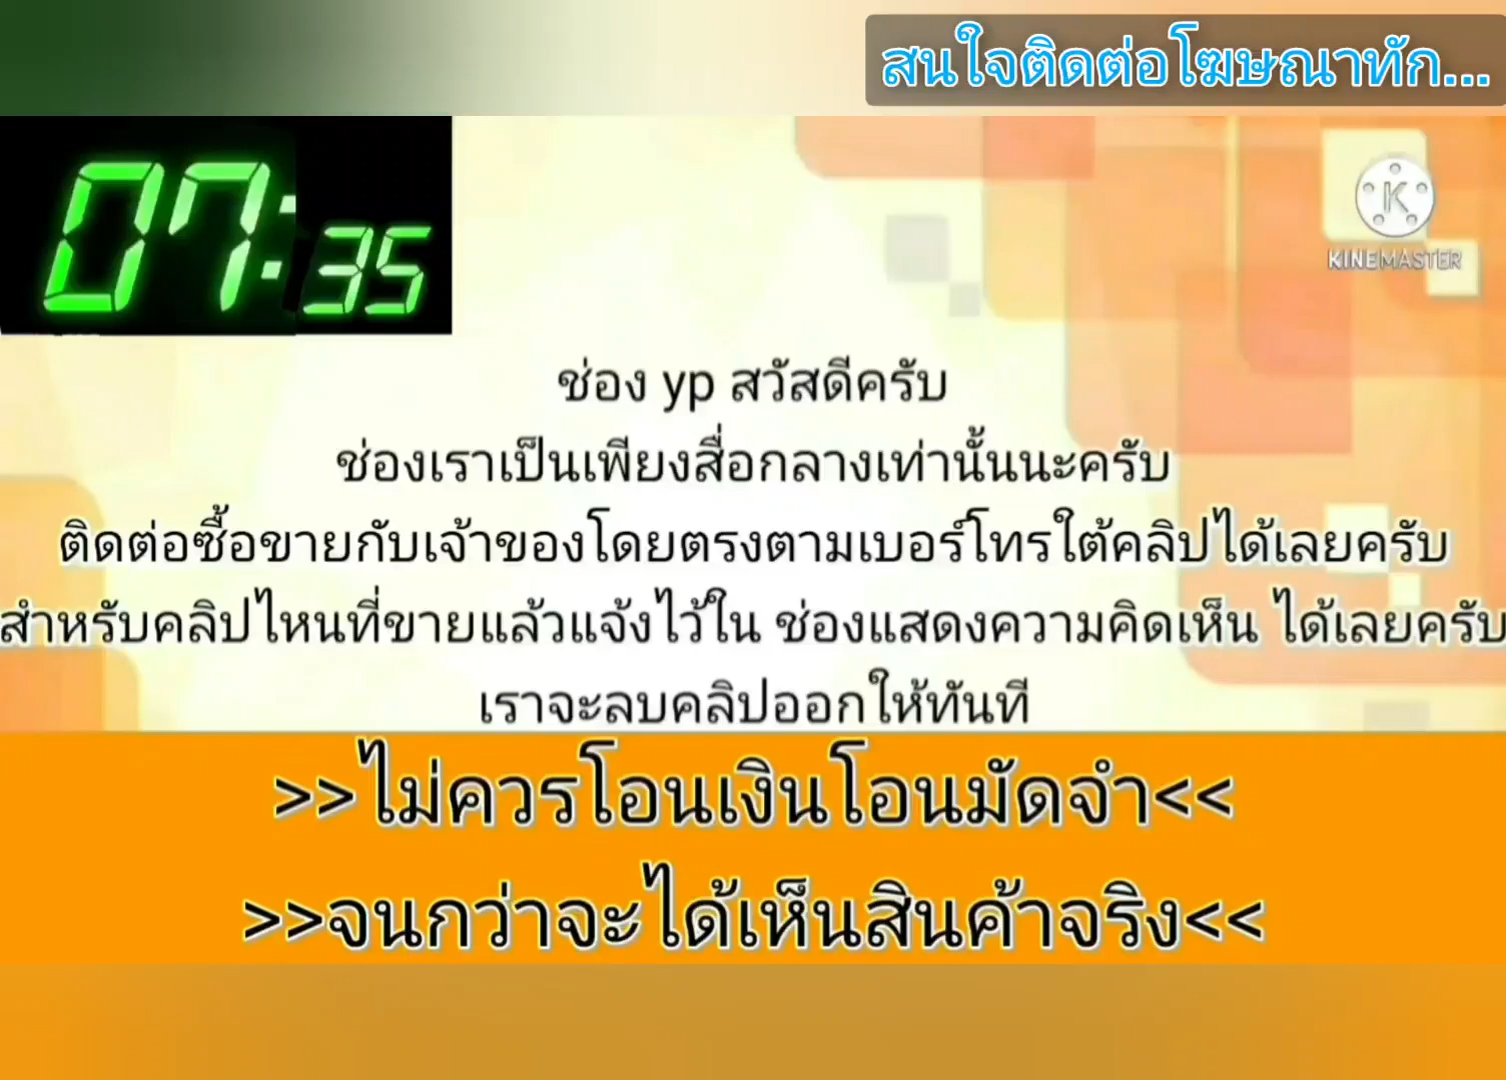 สนใจติดต่อโฆษณาทัก...
07:35
KINEMASTER
ช่อง yp สวัสดีครับ
ช่องเราเป็นเพียงสื่อกลางเท่านั้นนะครับ
ติดต่อซื้อขายกับเจ้าของโดยตรงตามเบอร์โทรใต้คลิปได้เลยครับ
สำหรับคลิปไหนที่ขายแล้วแจ้งไว้ใน ช่องแสดงความคิดเห็น ได้เลยครับ
เราจะลบคลิปออกให้ทันที
>>ไม่ควรโอนเงินโอนมัดจำ<<
>>จนกว่าจะได้เห็นสินค้าจริง<<